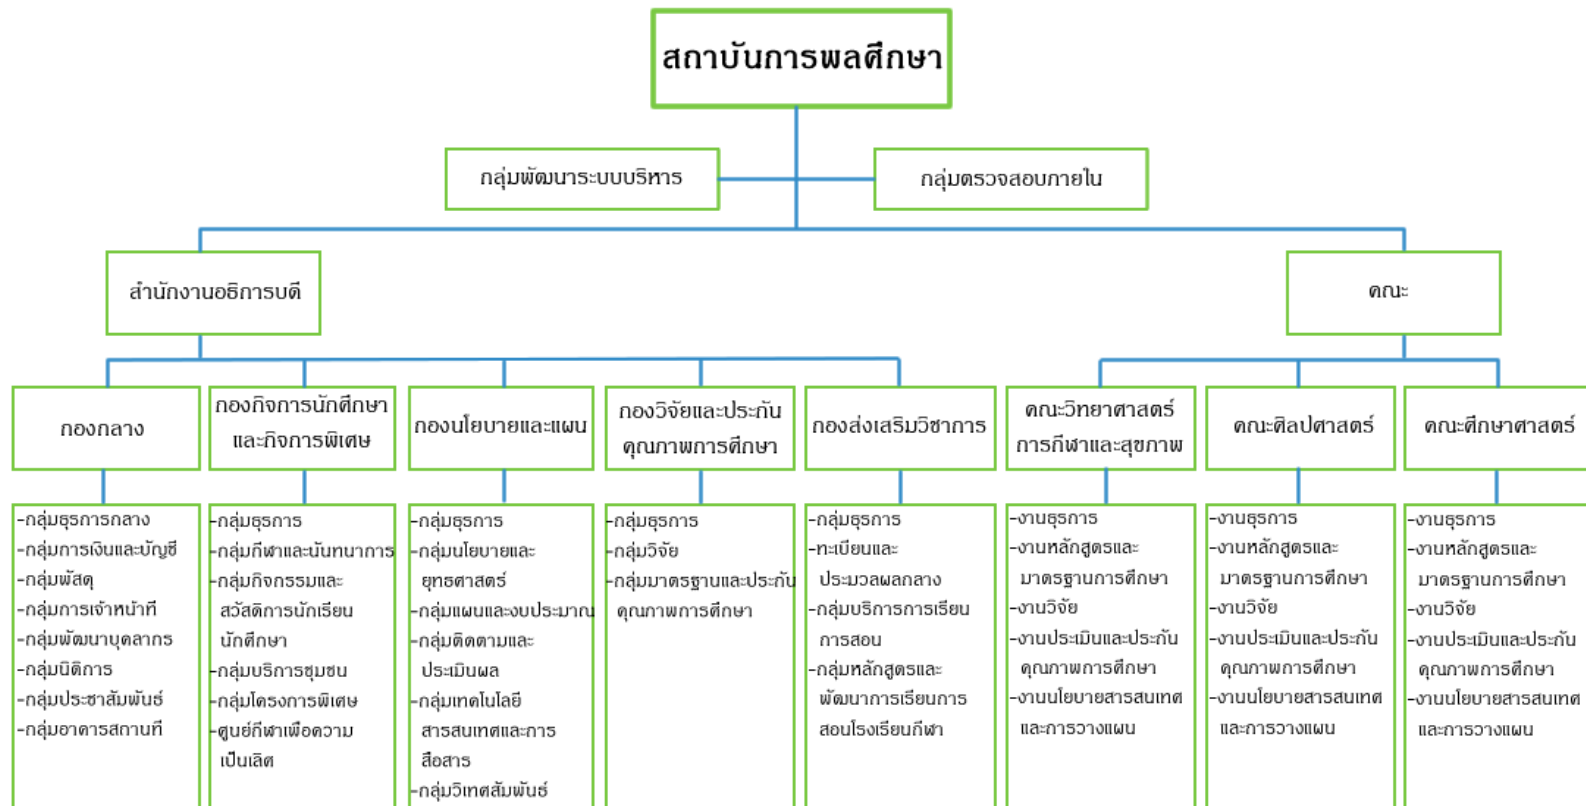 สถาบันการพลศึกษา
กลุ่มพัฒนาระบบบริหาร
กลุ่มตรวจสอบภายใน
สำนักงานอธิการบดี
คณะ
กองกลาง
กองกิจการนักศึกษา
และกิจการพิเศษ
กองนโยบายและแผน
กองวิจัยและประกัน
คุณภาพการศึกษา
กองส่งเสริมวิชาการ
คณะวิทยาศาสตร์
การกีฬาและสุขภาพ
คณะศิลปศาสตร์
คณะศึกษาศาสตร์
-กลุ่มธุรการกลาง
-กลุ่มการเงินและบัญชี
-กลุ่มพัสดุ
-กลุ่มการเจ้าหน้าที่
-กลุ่มพัฒนาบุคลากร
-กลุ่มนิติการ
-กลุ่มประชาสัมพันธ์
-กลุ่มอาคารสถานที่
-กลุ่มธุรการ
-กลุ่มกีฬาและนันทนาการ
-กลุ่มกิจกรรมและ
สวัสดิการนักเรียน
นักศึกษา
-กลุ่มบริการชุมชน
-กลุ่มโครงการพิเศษ
-ศูนย์กีฬาเพื่อความ
เป็นเลิศ
-กลุ่มธุรการ
-กลุ่มนโยบายและ
ยุทธศาสตร์
-กลุ่มแผนและงบประมาณ
-กลุ่มติดตามและ
ประเมินผล
-กลุ่มเทคโนโลยี
สารสนเทศและการ
สื่อสาร
-กลุ่มวิเทศสัมพันธ์
-กลุ่มธุรการ
-กลุ่มวิจัย
-กลุ่มมาตรฐานและประกัน
คุณภาพการศึกษา
-กลุ่มธุรการ
-ทะเบียนและ
ประมวลผลกลาง
-กลุ่มบริการการเรียน
การสอน
-กลุ่มหลักสูตรและ
พัฒนาการเรียนการ
สอนโรงเรียนกีฬา
-งานธุรการ
-งานหลักสูตรและ
มาตรฐานการศึกษา
-งานวิจัย
-งานประเมินและประกัน
คุณภาพการศึกษา
-งานนโยบายสารสนเทศ
และการวางแผน
-งานธุรการ
-งานหลักสูตรและ
มาตรฐานการศึกษา
-งานวิจัย
-งานประเมินและประกัน
คุณภาพการศึกษา
-งานนโยบายสารสนเทศ
และการวางแผน
-งานธุรการ
-งานหลักสูตรและ
มาตรฐานการศึกษา
-งานวิจัย
-งานประเมินและประกัน
คุณภาพการศึกษา
-งานนโยบายสารสนเทศ
และการวางแผน